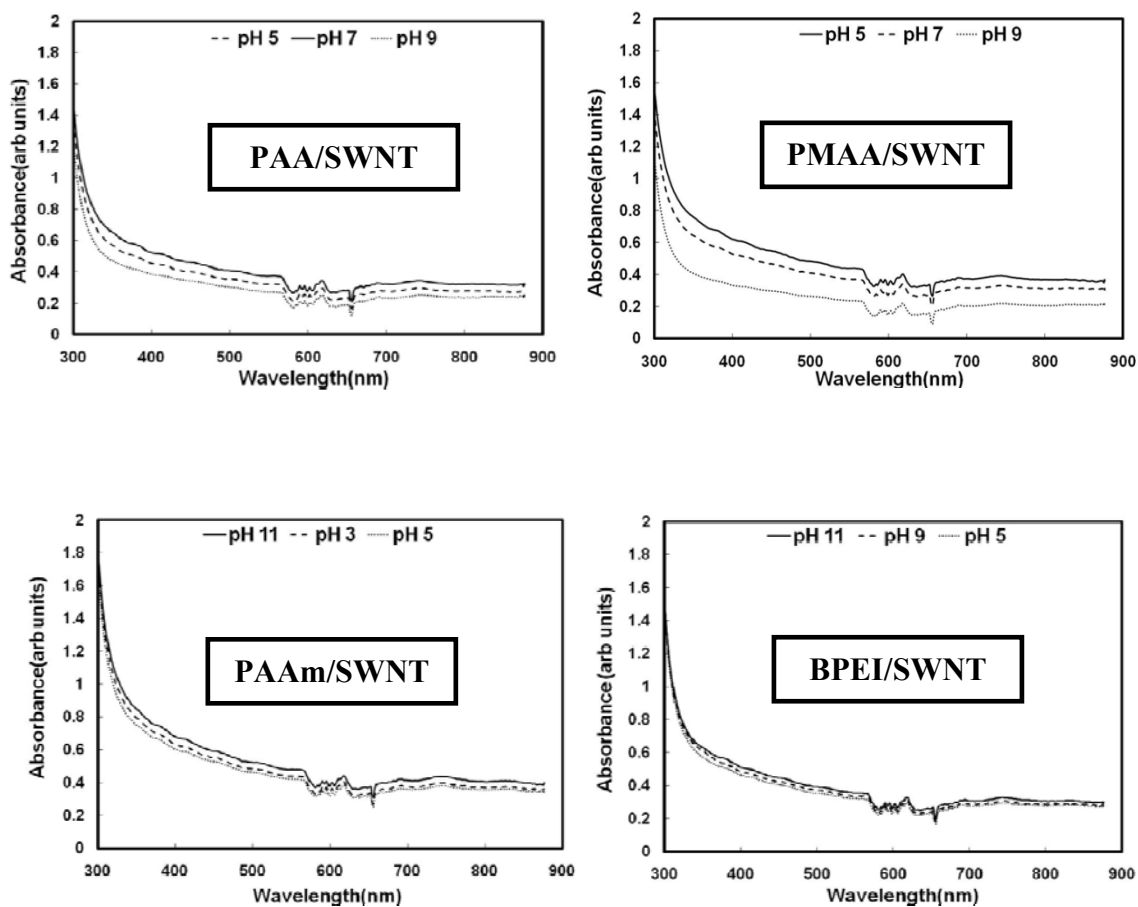 2
1.8
1.6
1.4
1.2
1
0.8
0.6
0.4
0.2
0
Absorbance(arb units)
pH 5 pH 7 pH 9
PAA/SWNT
300 400 500 600 700 800 900
Wavelength(nm)
2
1.8
1.6
1.4
1.2
1
0.8
0.6
0.4
0.2
0
Absorbance(arb units)
pH 5 pH 7 pH 9
PMAA/SWNT
300 400 500 600 700 800 900
Wavelength(nm)
2
1.8
1.6
1.4
1.2
1
0.8
0.6
0.4
0.2
0
Absorbance(arb units)
pH 11 pH 3 pH 5
PAAm/SWNT
300 400 500 600 700 800 900
Wavelength(nm)
2
1.8
1.6
1.4
1.2
1
0.8
0.6
0.4
0.2
0
Absorbance(arb units)
pH 11 pH 9 pH 5
BPEI/SWNT
300 400 500 600 700 800 900
Wavelength(nm)